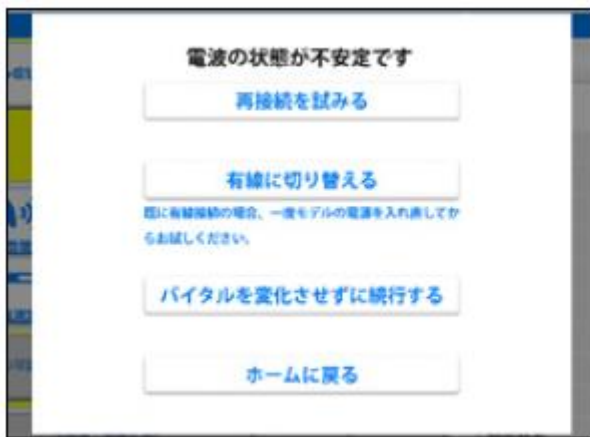 電波の状態が不安定です
再接続を試みる
有線に切り替える
既に有線接続の場合、一度モデルの電源を入れ直してか
らお試しください。
バイタルを変化させずに続行する
ホームに戻る